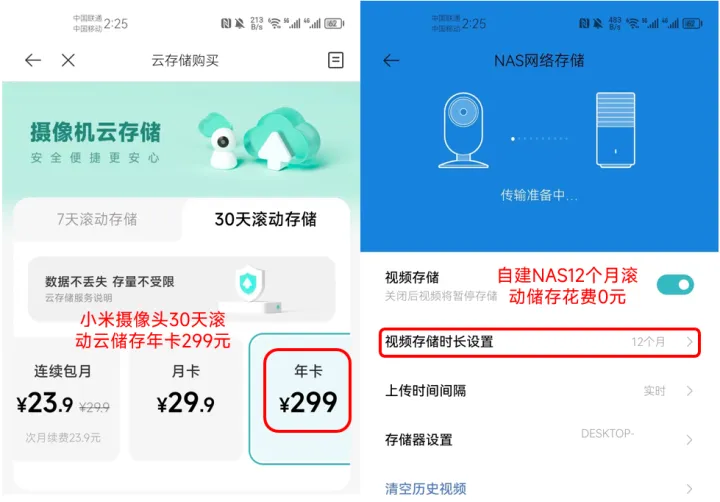 中国联通
中国移动
2:25
213
B/s
5G
4G
62
云存储购买
摄像机云存储
安全便捷更安心
7天滚动存储
30天滚动存储
数据不丢失 存量不受限
云存储服务说明
小米摄像头30天滚
动云储存年卡299元
连续包月
¥23.9 ¥29.9
次月续费23.9元
月卡
¥29.9
年卡
¥299
中国联通
中国移动
2:25
483
B/s
5G
4G
62
NAS网络存储
传输准备中...
视频存储
关闭后视频将暂停存储
自建NAS12个月滚
动储存花费0元
视频存储时长设置
12个月
上传时间间隔
实时
存储器设置
DESKTOP-
清空历史视频